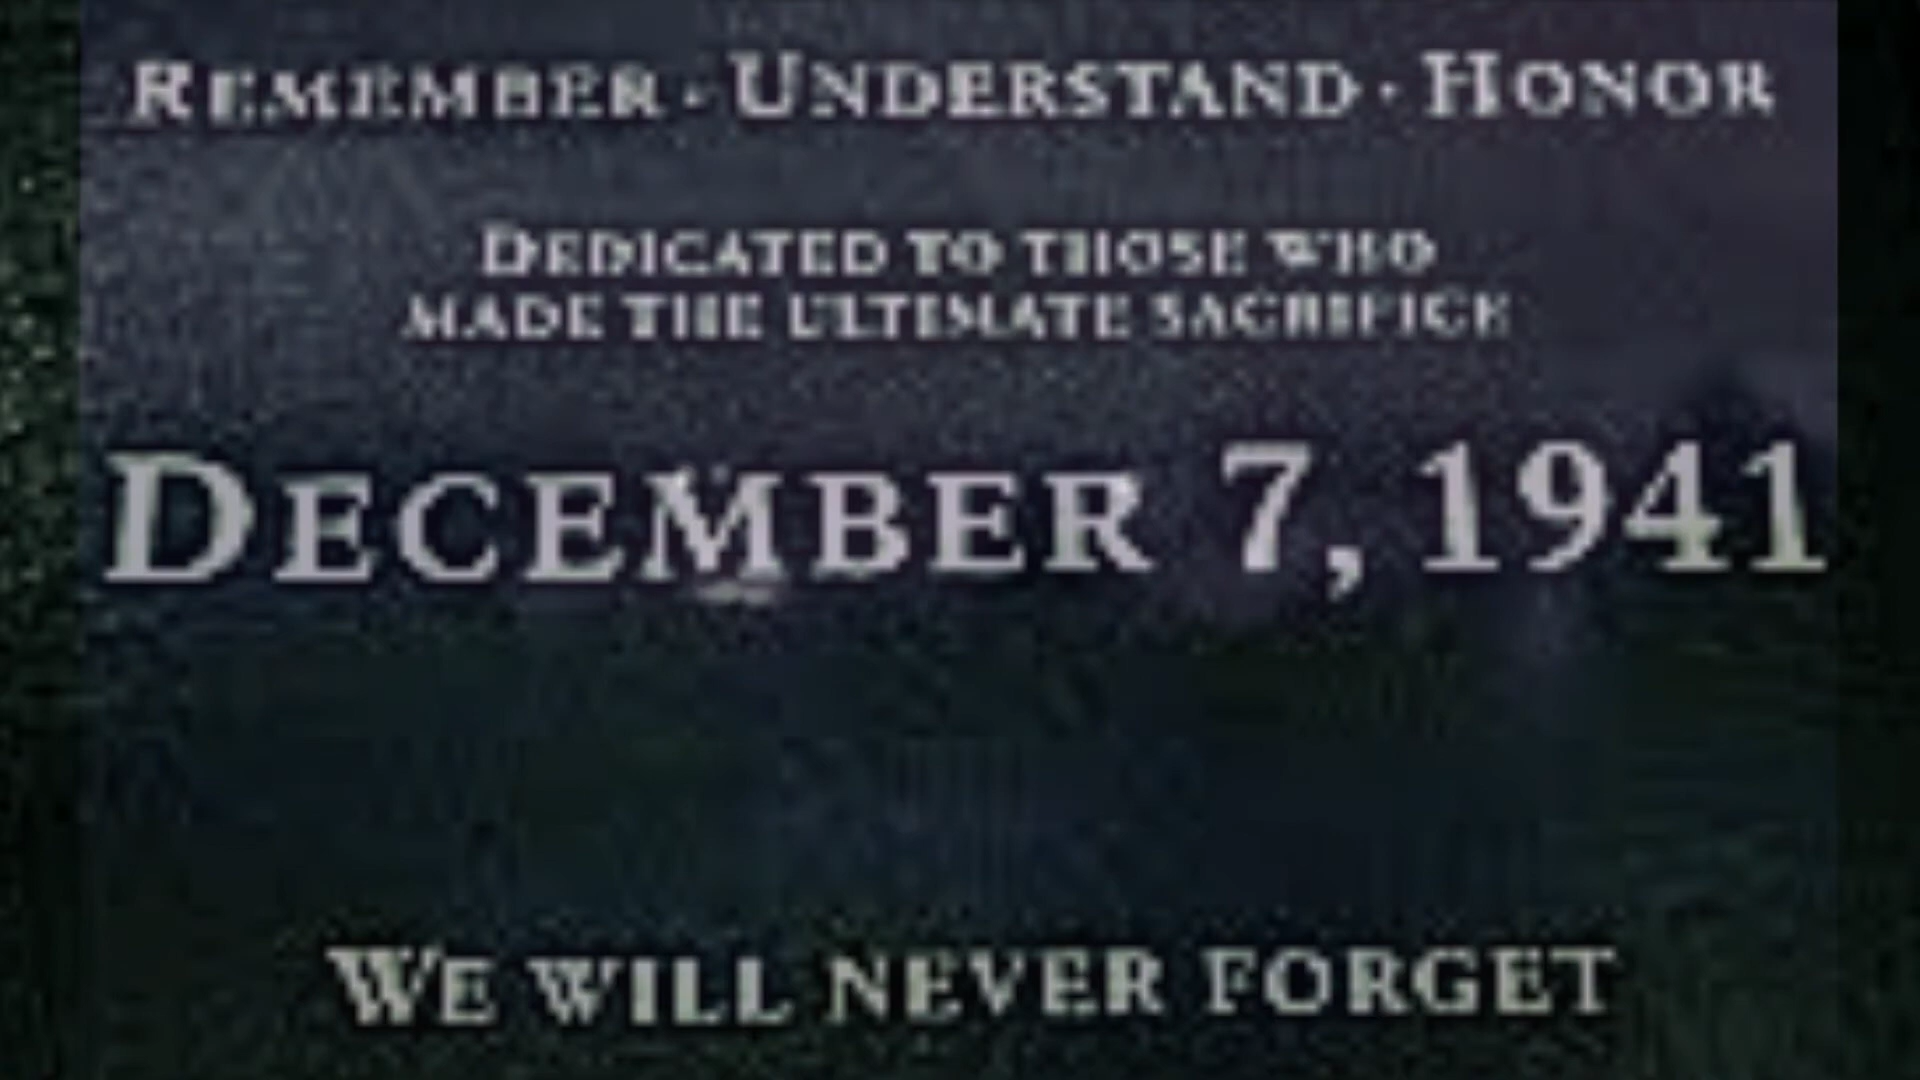 REMEMBER · UNDERSTAND · HONOR
DEDICATED TO THOSE WHO
MADE THE ULTIMATE SACRIFICE
DECEMBER 7, 1941
WE WILL NEVER FORGET